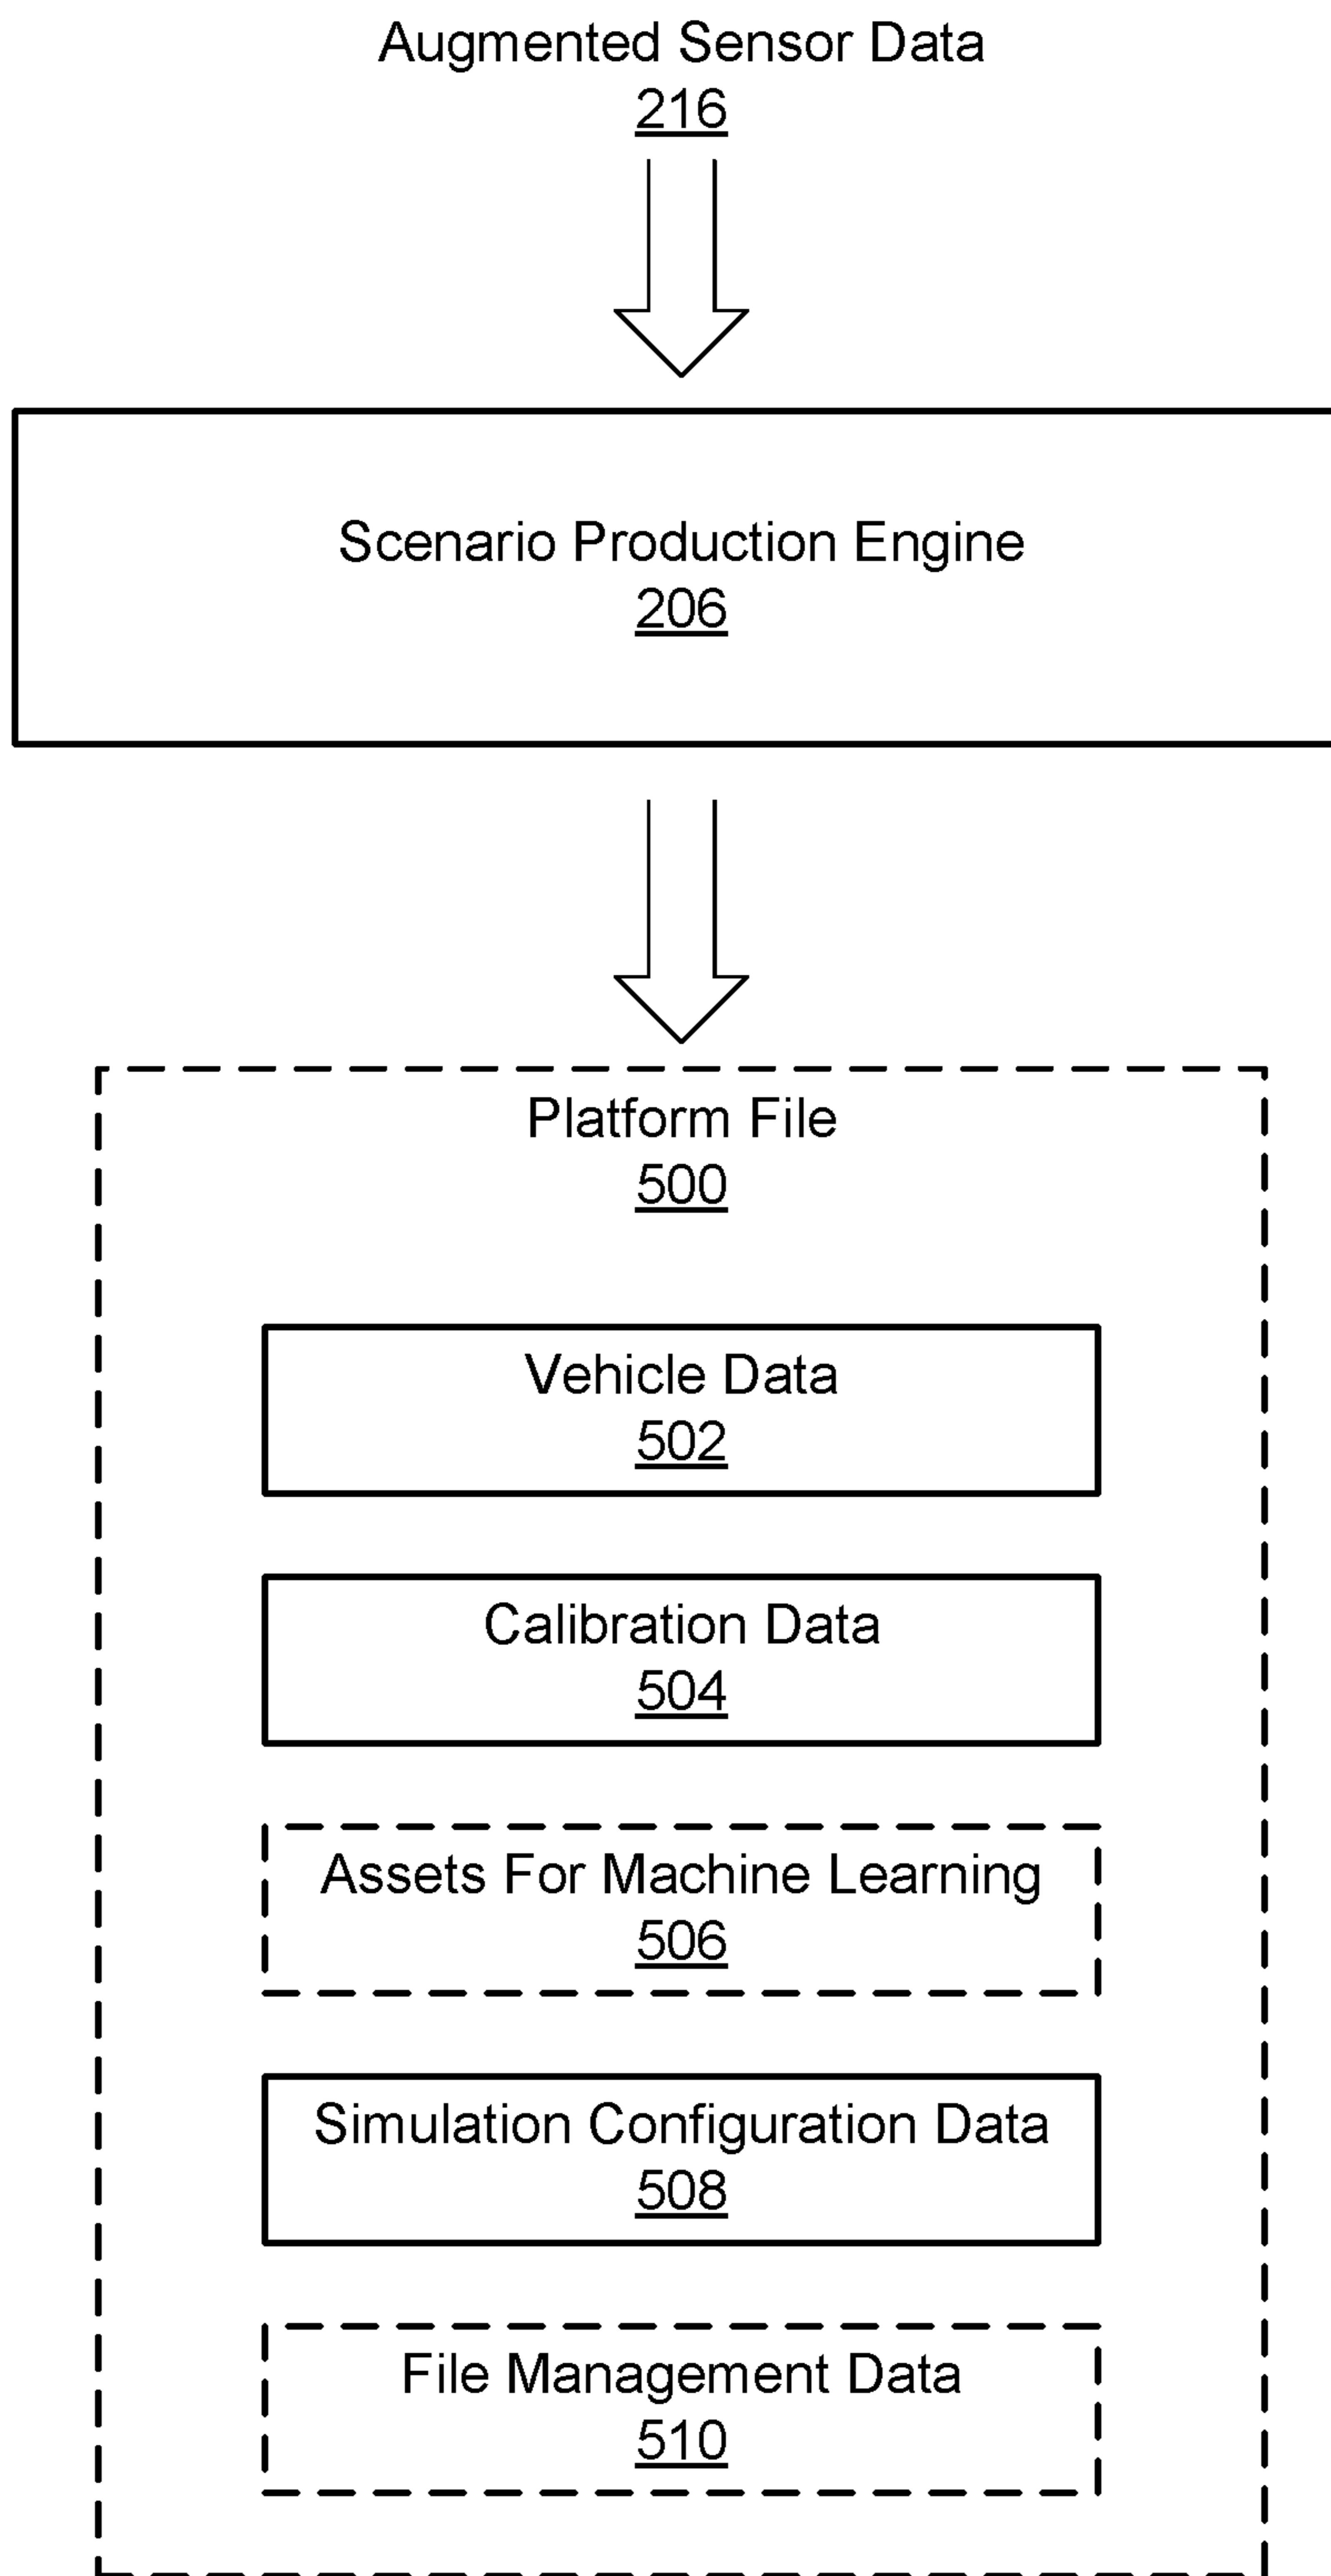 Augmented Sensor Data
216
Scenario Production Engine
206
Platform File
500
Vehicle Data
502
Calibration Data
504
Assets For Machine Learning
506
Simulation Configuration Data
508
File Management Data
510